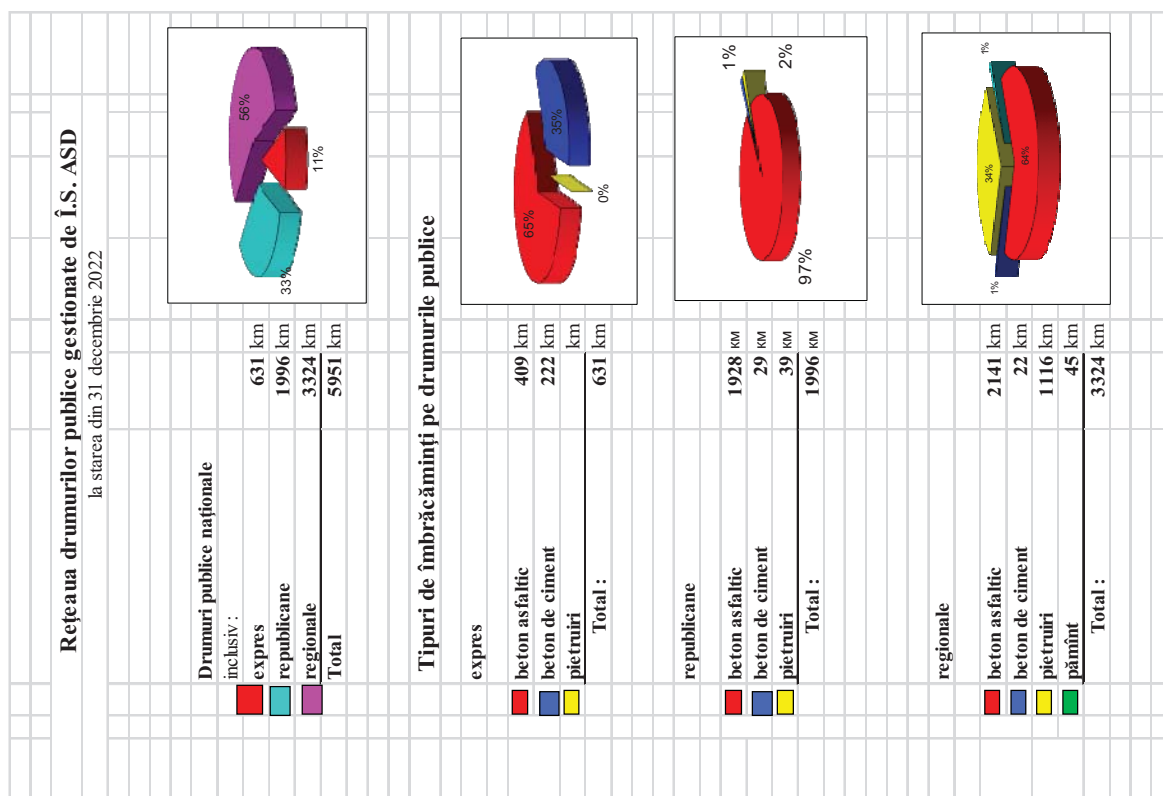 Rețeaua drumurilor publice gestionate de Î.S. ASD
la starea din 31 decembrie 2022
Drumuri publice naționale
inclusiv :
expres 631 km
republicane 1996 km
regionale 3324 km
Total 5951 km
56%
11%
33%
Tipuri de îmbrăcăminți pe drumurile publice
expres
beton asfaltic 409 km
beton de ciment 222 km
pietruiri km
Total : 631 km
65%
35%
0%
republicane
beton asfaltic 1928 км
beton de ciment 29 км
pietruiri 39 км
Total : 1996 км
1%
2%
97%
regionale
beton asfaltic 2141 km
beton de ciment 22 km
pietruiri 1116 km
pămînt 45 km
Total : 3324 km
1%
34%
64%
1%